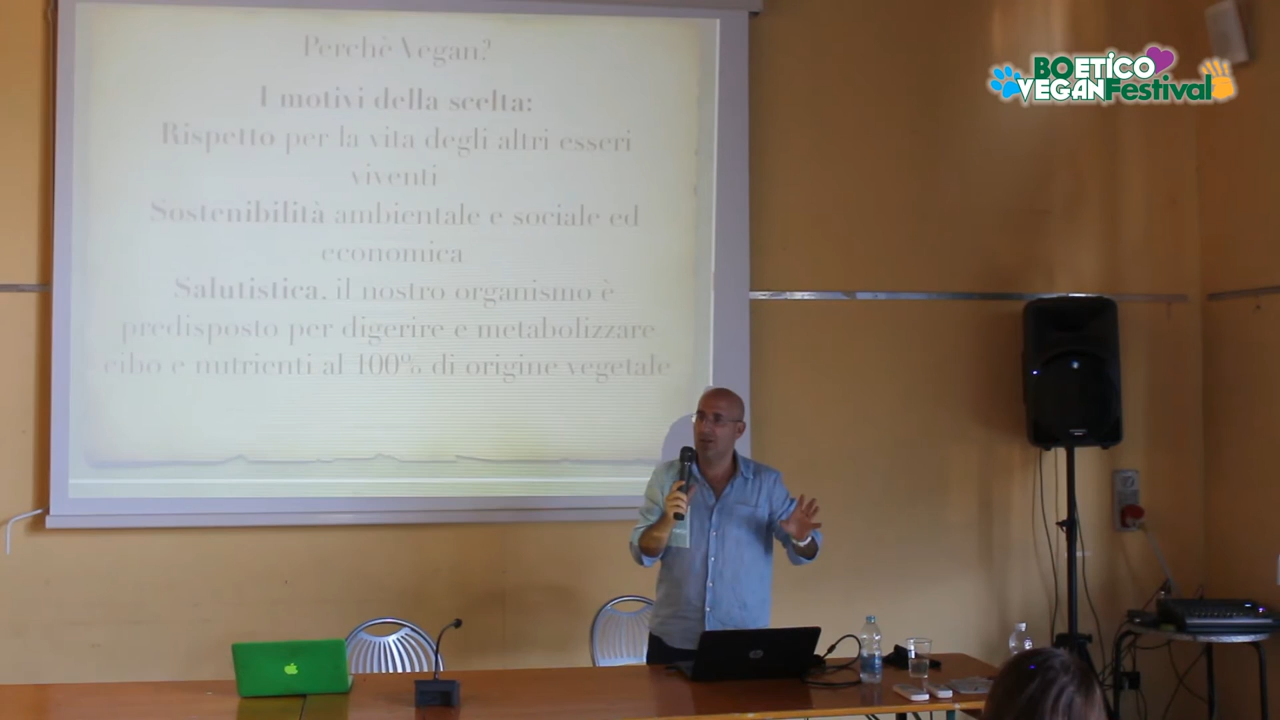 Perchè Vegan?
I motivi della scelta:
Rispetto per la vita degli altri esseri
viventi
Sostenibilità ambientale e sociale ed
economica
Salutistica. il nostro organismo è
predisposto per digerire e metabolizzare
cibo e nutrienti al 100% di origine vegetale
BOETICO
VEGANFestival